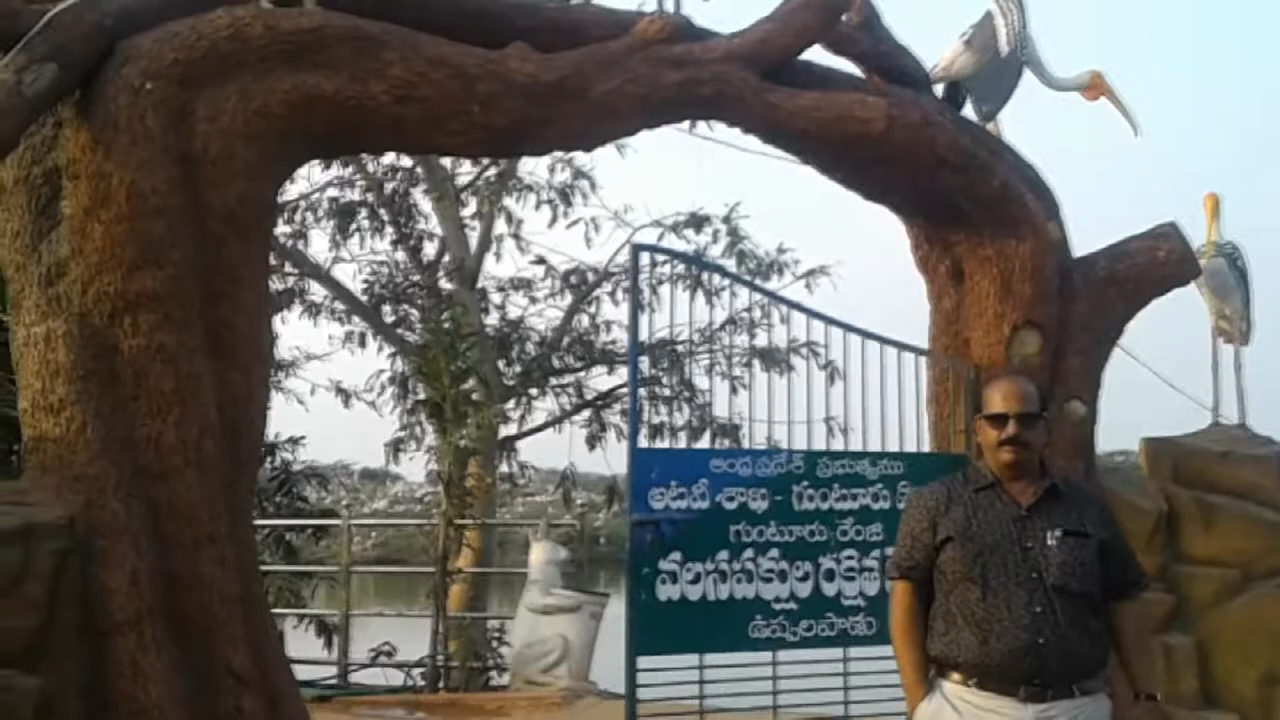 ఆంధ్ర ప్రదేశ్ ప్రభుత్వము
అటవీ శాఖ - గుంటూరు
గుంటూరు రేంజి
వలసపక్షుల రక్షిత
ఉప్పలపాడు